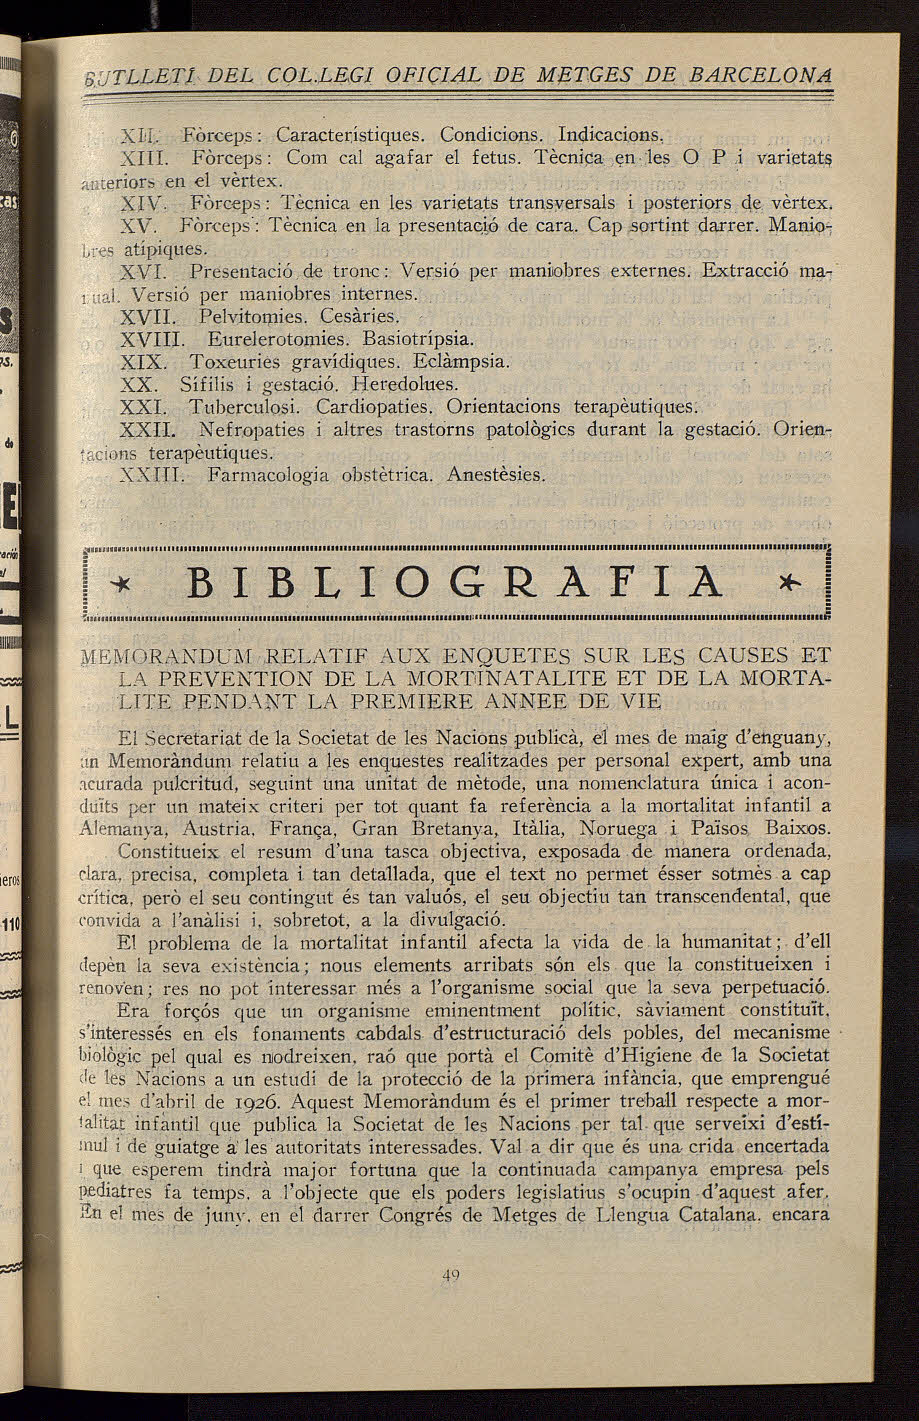 BUTLLETÍ DEL COL.LEGI OFICIAL DE METGES DE BARCELONA
XII. Fòrceps: Característiques. Condicions. Indicacions.
XIII. Fòrceps: Com cal agafar el fetus. Tècnica en les O P i varietats
anteriors en el vèrtex.
XIV. Fòrceps: Tècnica en les varietats transversals i posteriors de vèrtex.
XV. Fòrceps: Tècnica en la presentació de cara. Cap sortint darrer. Manio-
bres atípiques.
XVI. Presentació de tronc: Versió per maniobres externes. Extracció ma-
nual. Versió per maniobres internes.
XVII. Pelvitomies. Cesàries.
XVIII. Eurelerotomies. Basiotrípsia.
XIX. Toxeuries gravídiques. Eclàmpsia.
XX. Sífilis i gestació. Heredolues.
XXI. Tuberculosi. Cardiopaties. Orientacions terapèutiques.
XXII. Nefropaties i altres trastorns patològics durant la gestació. Orien-
tacions terapèutiques.
XXIII. Farmacologia obstètrica. Anestèsies.
BIBLIOGRAFIA
MEMORANDUM RELATIF AUX ENQUETES SUR LES CAUSES ET
LA PREVENTION DE LA MORTINATALITE ET DE LA MORTA-
LITE PENDANT LA PREMIERE ANNEE DE VIE
El Secretariat de la Societat de les Nacions publicà, el mes de maig d'enguany,
un Memoràndum relatiu a les enquestes realitzades per personal expert, amb una
acurada pulcritud, seguint una unitat de mètode, una nomenclatura única i acon-
duïts per un mateix criteri per tot quant fa referència a la mortalitat infantil a
Alemanya, Austria, França, Gran Bretanya, Itàlia, Noruega i Països Baixos.
Constitueix el resum d'una tasca objectiva, exposada de manera ordenada,
clara, precisa, completa i tan detallada, que el text no permet ésser sotmès a cap
crítica, però el seu contingut és tan valuós, el seu objectiu tan transcendental, que
convida a l'anàlisi i, sobretot, a la divulgació.
El problema de la mortalitat infantil afecta la vida de la humanitat; d'ell
depèn la seva existència; nous elements arribats són els que la constitueixen i
renoven; res no pot interessar més a l'organisme social que la seva perpetuació.
Era forçós que un organisme eminentment polític, sàviament constituït,
s'interessés en els fonaments cabdals d'estructuració dels pobles, del mecanisme
biològic pel qual es nodreixen, raó que portà el Comitè d'Higiene de la Societat
de les Nacions a un estudi de la protecció de la primera infància, que emprengué
el mes d'abril de 1926. Aquest Memoràndum és el primer treball respecte a mor-
talitat infantil que publica la Societat de les Nacions per tal que serveixi d'estí-
mul i de guiatge a les autoritats interessades. Val a dir que és una crida encertada
i que esperem tindrà major fortuna que la continuada campanya empresa pels
pediatres fa temps, a l'objecte que els poders legislatius s'ocupin d'aquest afer.
En el mes de juny, en el darrer Congrés de Metges de Llengua Catalana, encara
49